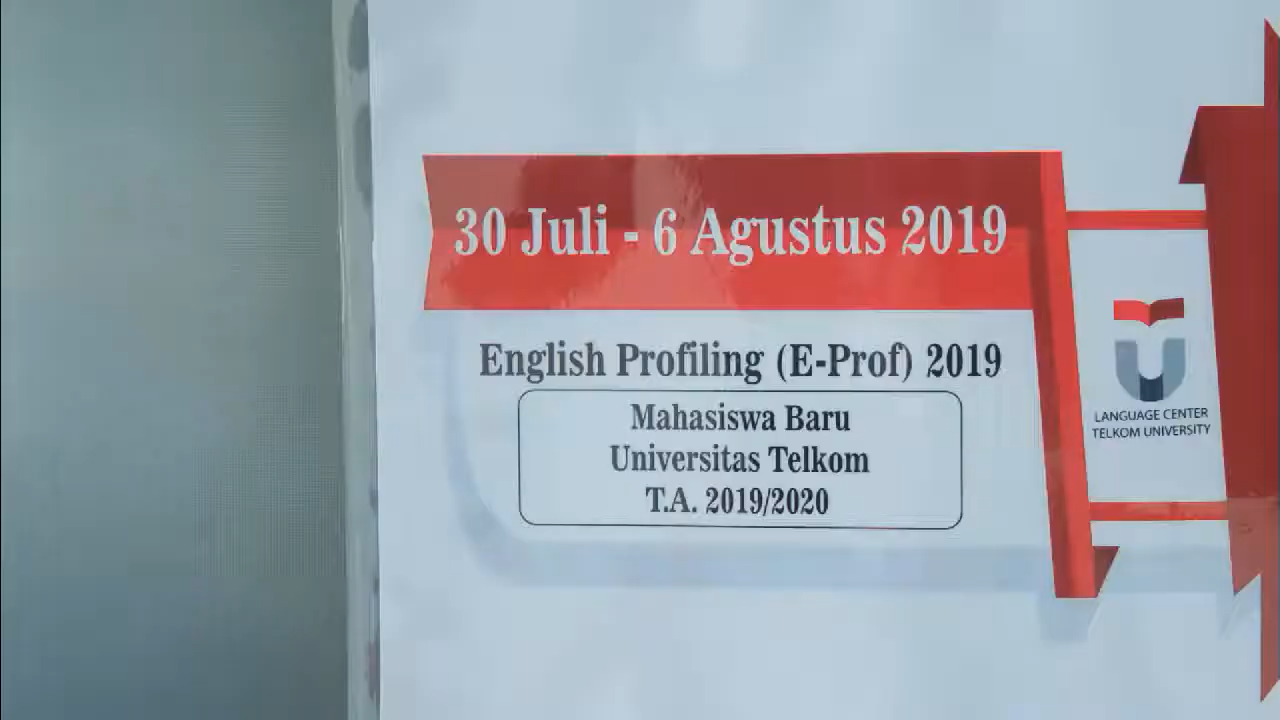 30 Juli - 6 Agustus 2019
English Profiling (E-Prof) 2019
Mahasiswa Baru
Universitas Telkom
T.A. 2019/2020
LANGUAGE CENTER
TELKOM UNIVERSITY